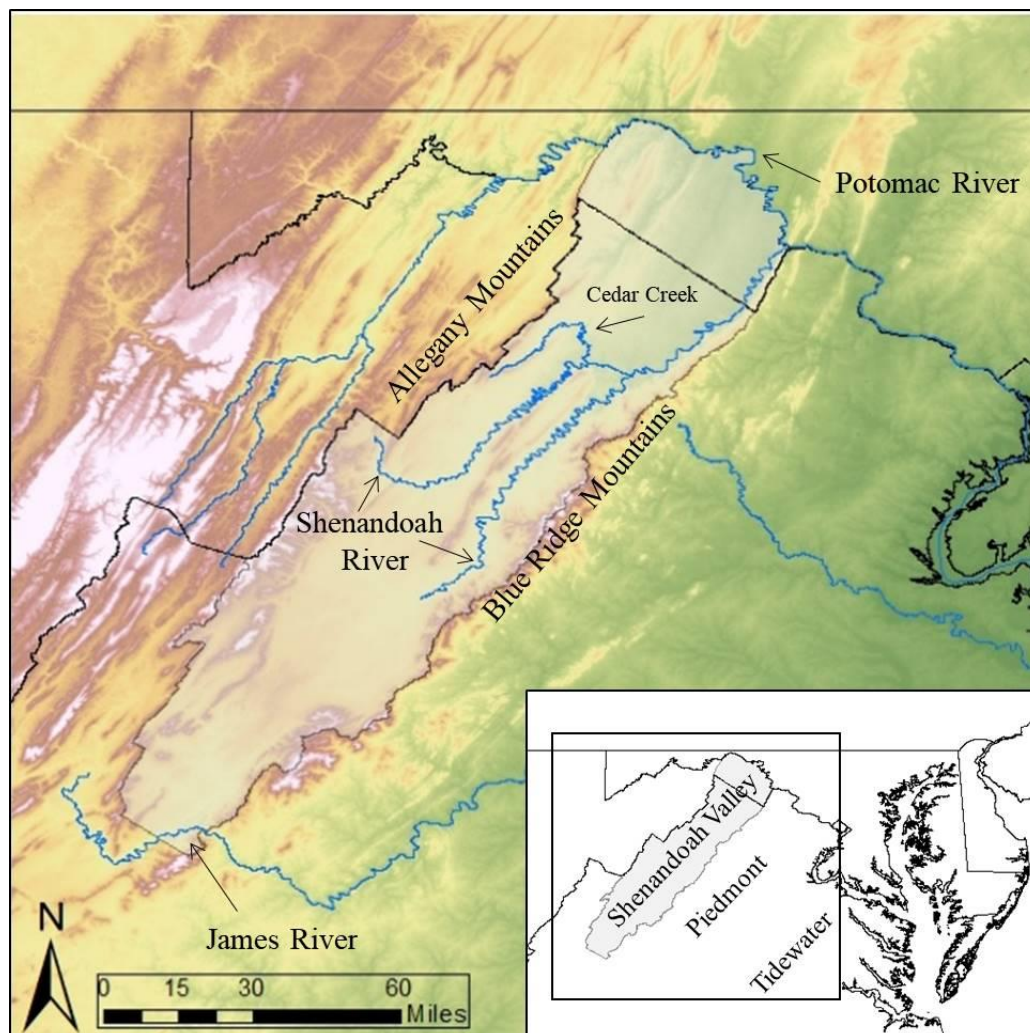 Potomac River
Allegany Mountains
Cedar Creek
Blue Ridge Mountains
Shenandoah
River
James River
N
0 15 30 60
Miles
Shenandoah Valley
Piedmont
Tidewater